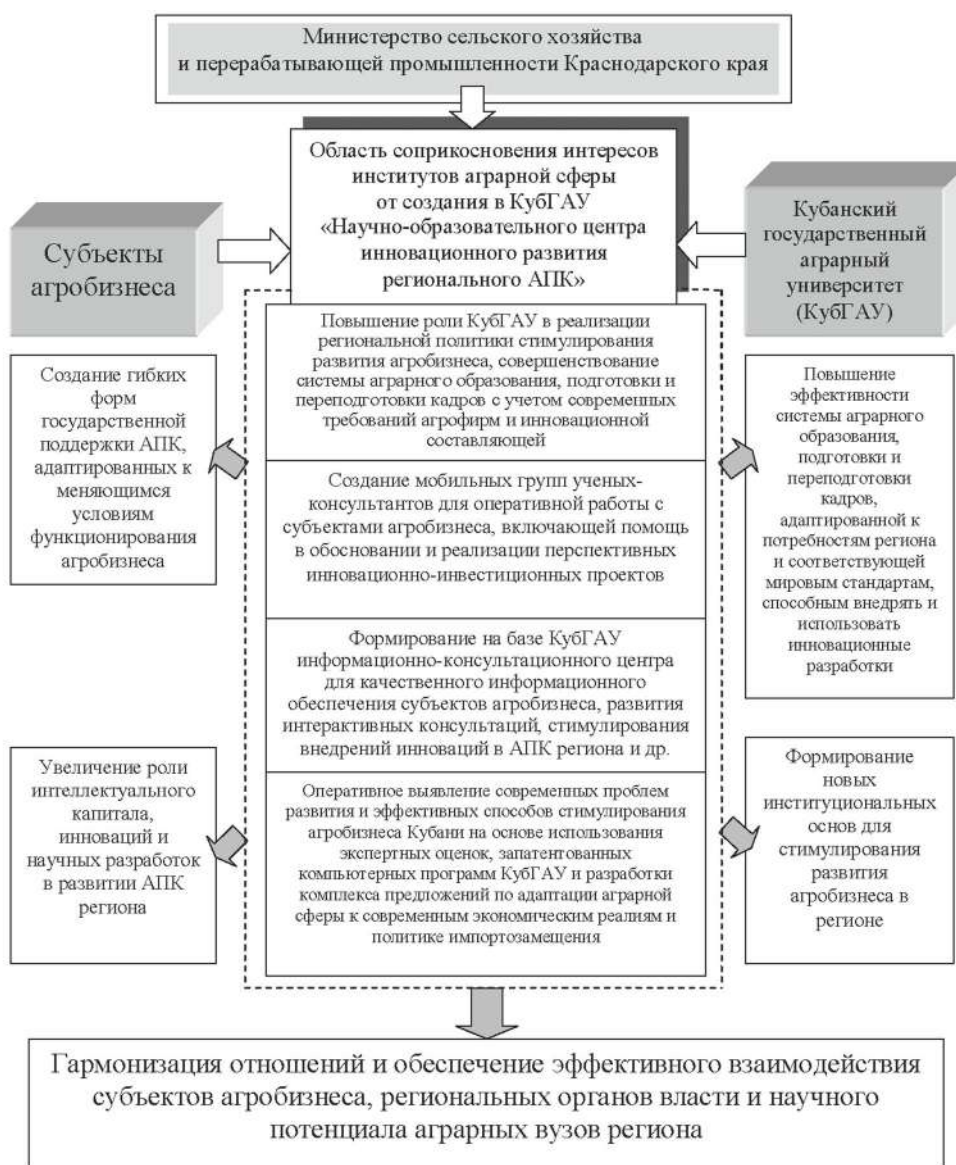 Министерство сельского хозяйства
и перерабатывающей промышленности Краснодарского края
Область соприкосновения интересов
институтов аграрной сферы
от создания в КубГАУ
«Научно-образовательного центра
инновационного развития
регионального АПК»
Субъекты
агробизнеса
Кубанский
государственный
аграрный
университет
(КубГАУ)
Повышение роли КубГАУ в реализации
региональной политики стимулирования
развития агробизнеса, совершенствование
системы аграрного образования, подготовки и
переподготовки кадров с учетом современных
требований агрофирм и инновационной
составляющей
Создание мобильных групп ученых-
консультантов для оперативной работы с
субъектами агробизнеса, включающей помощь
в обосновании и реализации перспективных
инновационно-инвестиционных проектов
Формирование на базе КубГАУ
информационно-консультационного центра
для качественного информационного
обеспечения субъектов агробизнеса, развития
интерактивных консультаций, стимулирования
внедрений инноваций в АПК региона и др.
Оперативное выявление современных проблем
развития и эффективных способов стимулирования
агробизнеса Кубани на основе использования
экспертных оценок, запатентованных
компьютерных программ КубГАУ и разработки
комплекса предложений по адаптации аграрной
сферы к современным экономическим реалиям и
политике импортозамещения
Создание гибких
форм
государственной
поддержки АПК,
адаптированных к
меняющимся
условиям
функционирования
агробизнеса
Увеличение роли
интеллектуального
капитала,
инноваций и
научных разработок
в развитии АПК
региона
Повышение
эффективности
системы аграрного
образования,
подготовки и
переподготовки
кадров,
адаптированной к
потребностям региона
и соответствующей
мировым стандартам,
способным внедрять и
использовать
инновационные
разработки
Формирование
новых
институциональных
основ для
стимулирования
развития
агробизнеса в
регионе
Гармонизация отношений и обеспечение эффективного взаимодействия
субъектов агробизнеса, региональных органов власти и научного
потенциала аграрных вузов региона